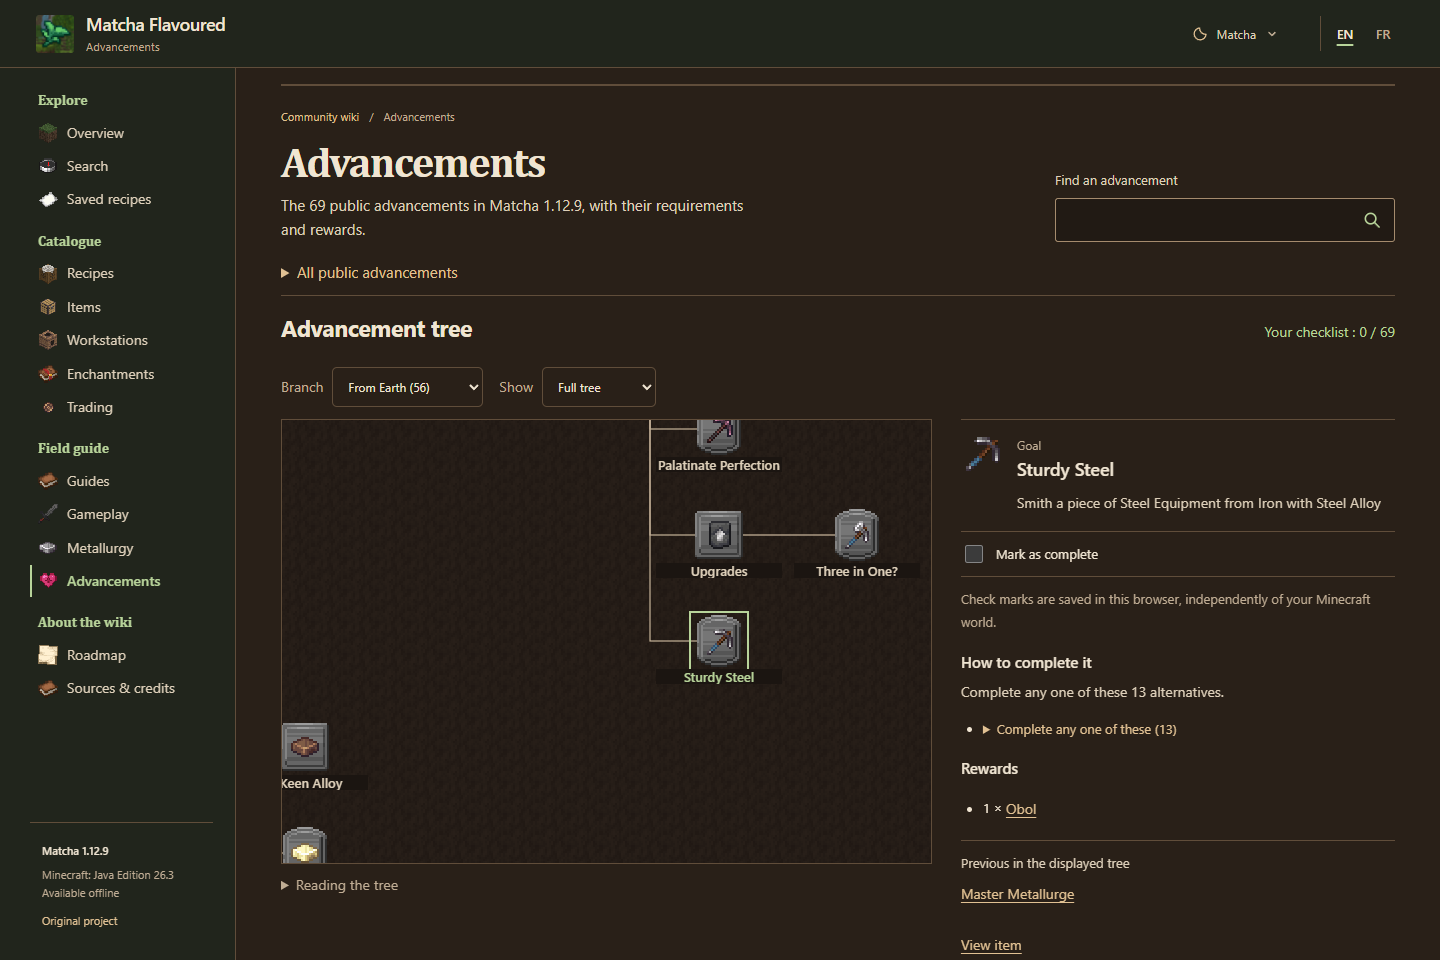 Matcha Flavoured
Advancements
Matcha
EN
FR
Explore
Overview
Search
Saved recipes
Catalogue
Recipes
Items
Workstations
Enchantments
Trading
Field guide
Guides
Gameplay
Metallurgy
Advancements
About the wiki
Roadmap
Sources & credits
Matcha 1.12.9
Minecraft: Java Edition 26.3
Available offline
Original project
Community wiki / Advancements
Advancements
The 69 public advancements in Matcha 1.12.9, with their requirements
and rewards.
Find an advancement
All public advancements
Advancement tree
Your checklist : 0 / 69
Branch
From Earth (56)
Show
Full tree
Palatinate Perfection
Upgrades
Three in One?
Sturdy Steel
Keen Alloy
Reading the tree
Goal
Sturdy Steel
Smith a piece of Steel Equipment from Iron with Steel Alloy
Mark as complete
Check marks are saved in this browser, independently of your Minecraft
world.
How to complete it
Complete any one of these 13 alternatives.
Complete any one of these (13)
Rewards
1 × Obol
Previous in the displayed tree
Master Metallurge
View item